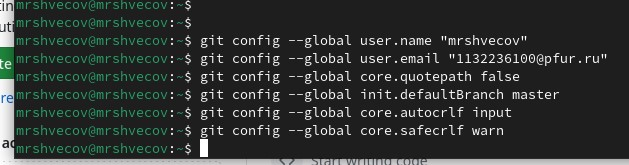 mrshvecov@mrshvecov:~$
mrshvecov@mrshvecov:~$
mrshvecov@mrshvecov:~$ git config --global user.name "mrshvecov"
mrshvecov@mrshvecov:~$ git config --global user.email "1132236100@pfur.ru"
mrshvecov@mrshvecov:~$ git config --global core.quotepath false
mrshvecov@mrshvecov:~$ git config --global init.defaultBranch master
mrshvecov@mrshvecov:~$ git config --global core.autocrlf input
mrshvecov@mrshvecov:~$ git config --global core.safecrlf warn
mrshvecov@mrshvecov:~$
Start writing code